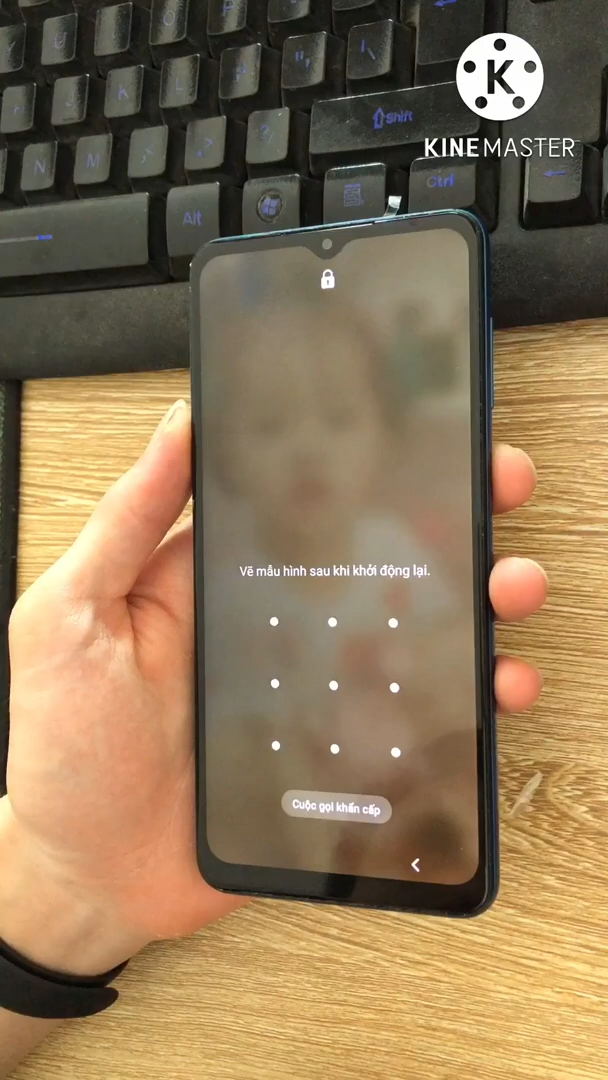 U
O
P
J
K
L
N
M
Shift
Alt
Ctrl
K
KINEMASTER
Vẽ mẫu hình sau khi khởi động lại.
Cuộc gọi khẩn cấp